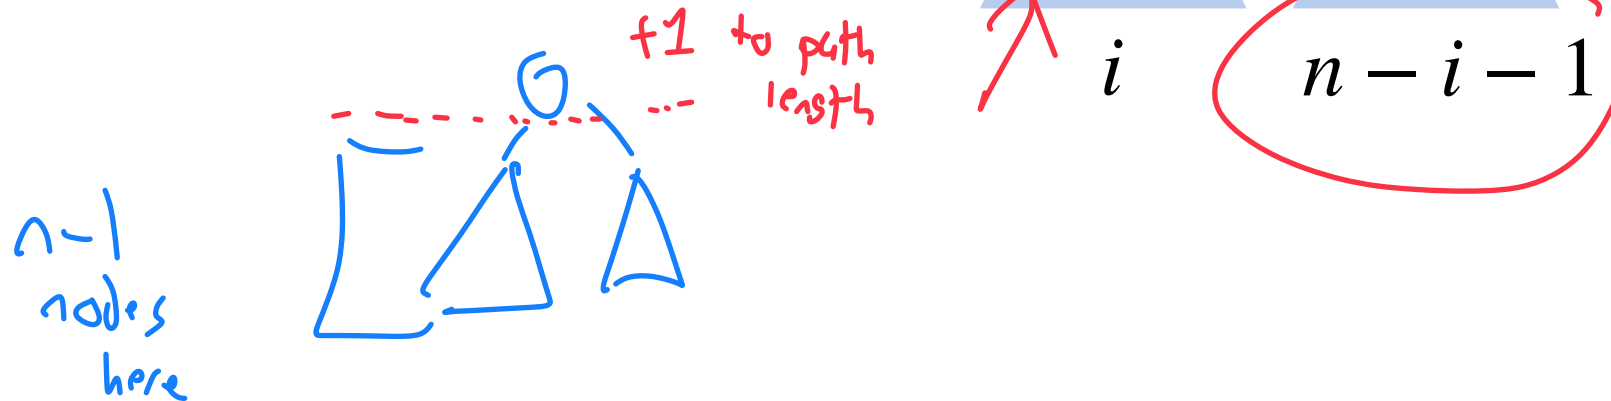 +1 to path
length
i
n − i − 1
n-1
nodes
here